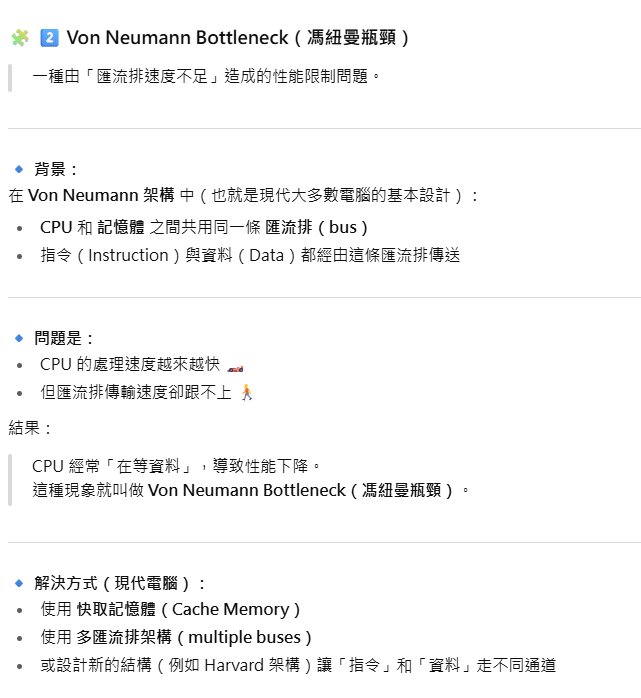 🧩 2️⃣ Von Neumann Bottleneck（馮紐曼瓶頸）
一種由「匯流排速度不足」造成的性能限制問題。
🔹 背景：
在 Von Neumann 架構 中（也就是現代大多數電腦的基本設計）：
• CPU 和 記憶體 之間共用同一條 匯流排（bus）
• 指令（Instruction）與資料（Data）都經由這條匯流排傳送
🔹 問題是：
• CPU 的處理速度越來越快 🏎️
• 但匯流排傳輸速度卻跟不上 🚶
結果：
CPU 經常「在等資料」，導致性能下降。
這種現象就叫做 Von Neumann Bottleneck（馮紐曼瓶頸）。
🔹 解決方式（現代電腦）：
• 使用 快取記憶體（Cache Memory）
• 使用 多匯流排架構（multiple buses）
• 或設計新的結構（例如 Harvard 架構）讓「指令」和「資料」走不同通道